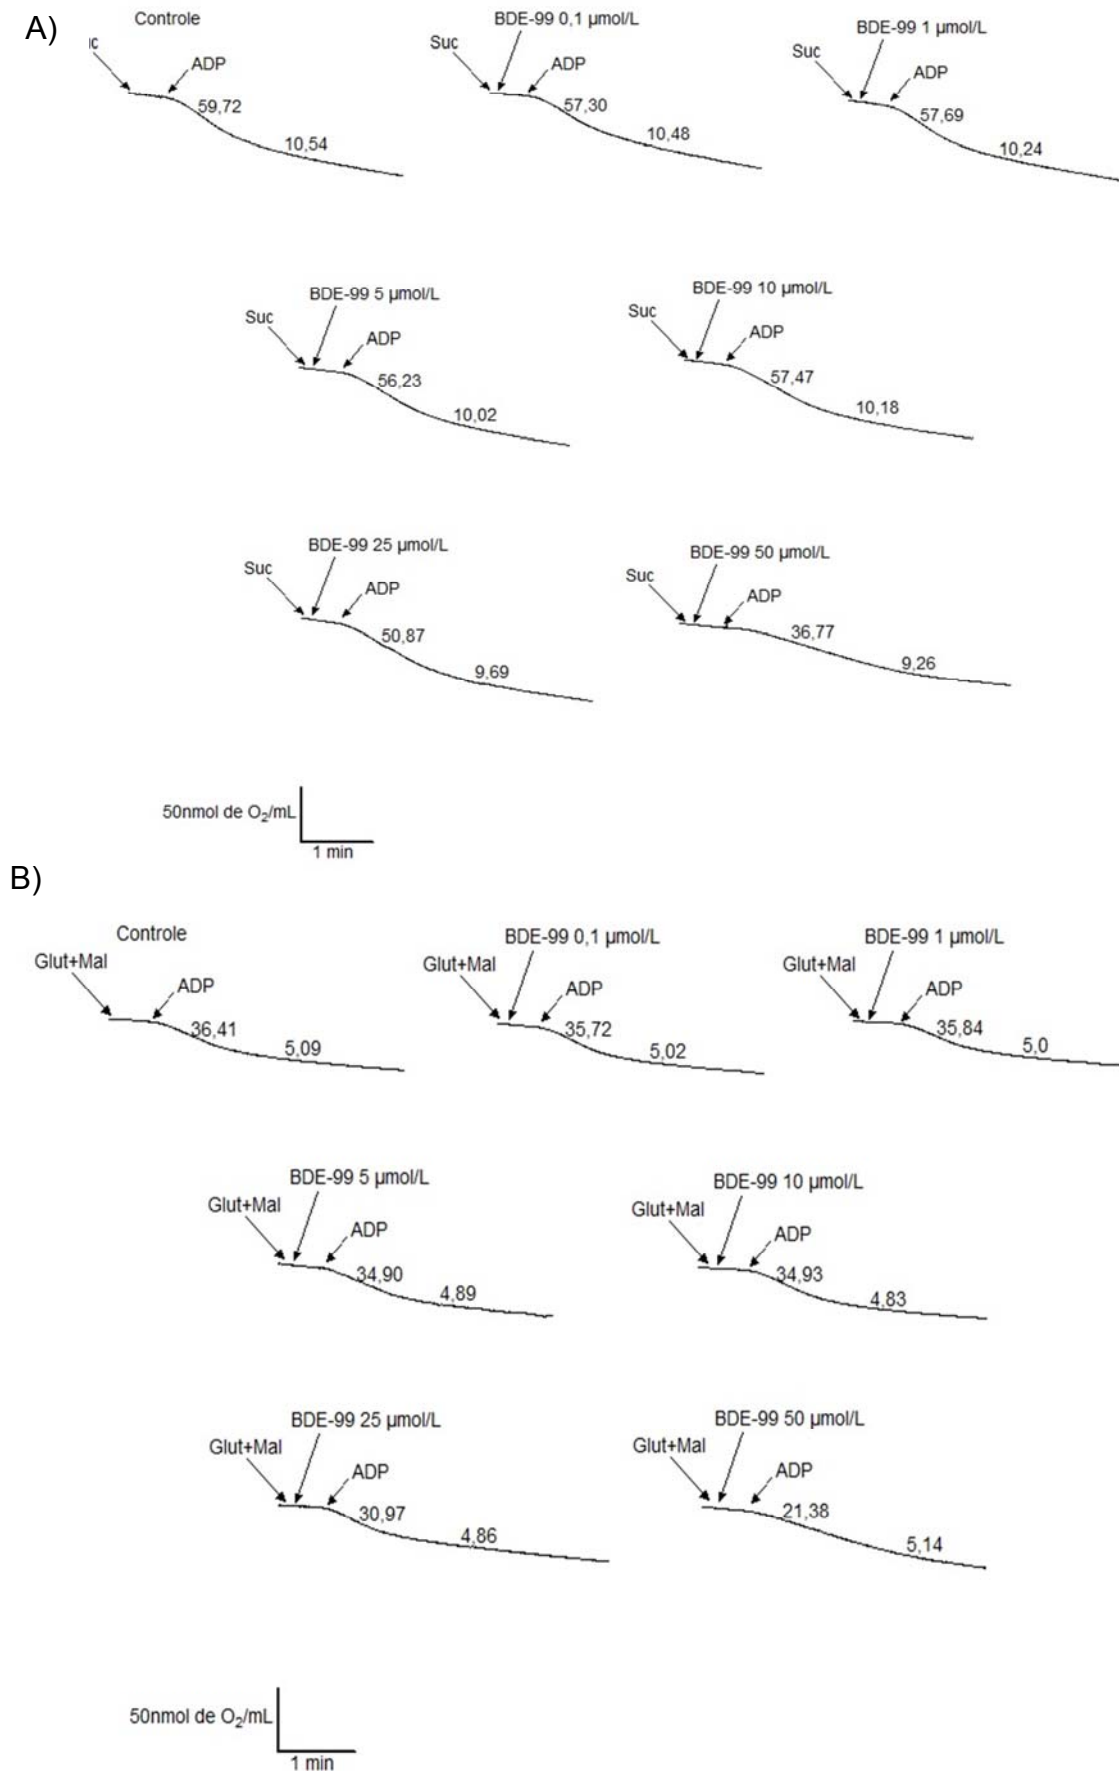 A)
Controle
BDE-99 0,1 µmol/L
BDE-99 1 µmol/L
Suc
Suc
ADP
ADP
ADP
59,72
57,30
57,69
10,54
10,48
10,24
BDE-99 5 µmol/L
BDE-99 10 µmol/L
Suc
Suc
ADP
ADP
56,23
57,47
10,02
10,18
BDE-99 25 µmol/L
BDE-99 50 µmol/L
Suc
Suc
ADP
ADP
50,87
36,77
9,69
9,26
50nmol de O₂/mL
1 min
B)
Controle
BDE-99 0,1 µmol/L
BDE-99 1 µmol/L
Glut+Mal
Glut+Mal
Glut+Mal
ADP
ADP
ADP
36,41
35,72
35,84
5,09
5,02
5,0
BDE-99 5 µmol/L
BDE-99 10 µmol/L
Glut+Mal
Glut+Mal
ADP
ADP
34,90
34,93
4,89
4,83
BDE-99 25 µmol/L
BDE-99 50 µmol/L
Glut+Mal
Glut+Mal
ADP
ADP
30,97
21,38
4,86
5,14
50nmol de O₂/mL
1 min